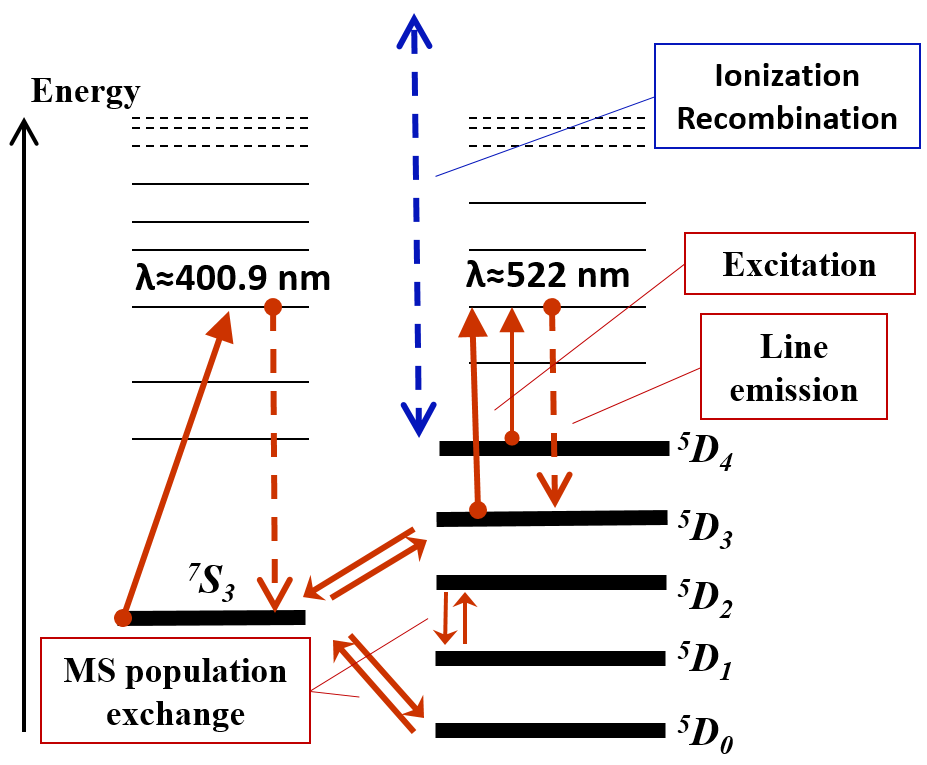 Energy
Ionization
Recombination
λ≈400.9 nm
λ≈522 nm
Excitation
Line
emission
⁵D₄
⁵D₃
⁷S₃
⁵D₂
MS population
exchange
⁵D₁
⁵D₀